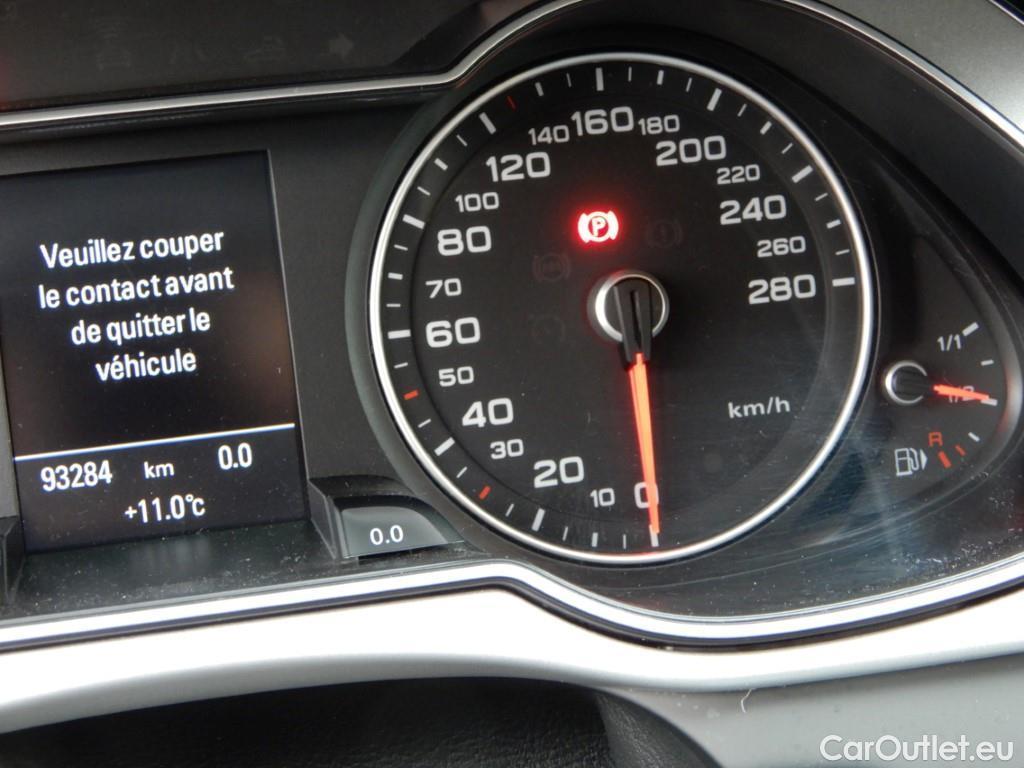 Veuillez couper
le contact avant
de quitter le
véhicule
93284 km 0.0
+11.0°c
0.0
0
10
20
30
40
50
60
70
80
100
120
140
160
180
200
220
240
260
280
km/h
P
1/1
1/2
R
CarOutlet.eu